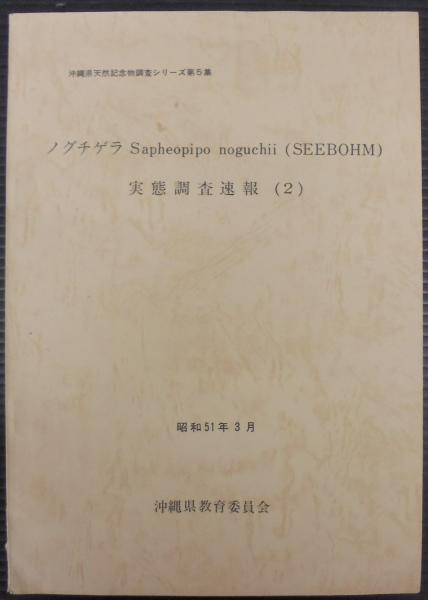 沖縄県天然記念物調査シリーズ第5集
ノグチゲラ Sapheopipo noguchii (SEEBOHM)
実態調査速報 (2)
昭和51年3月
沖縄県教育委員会